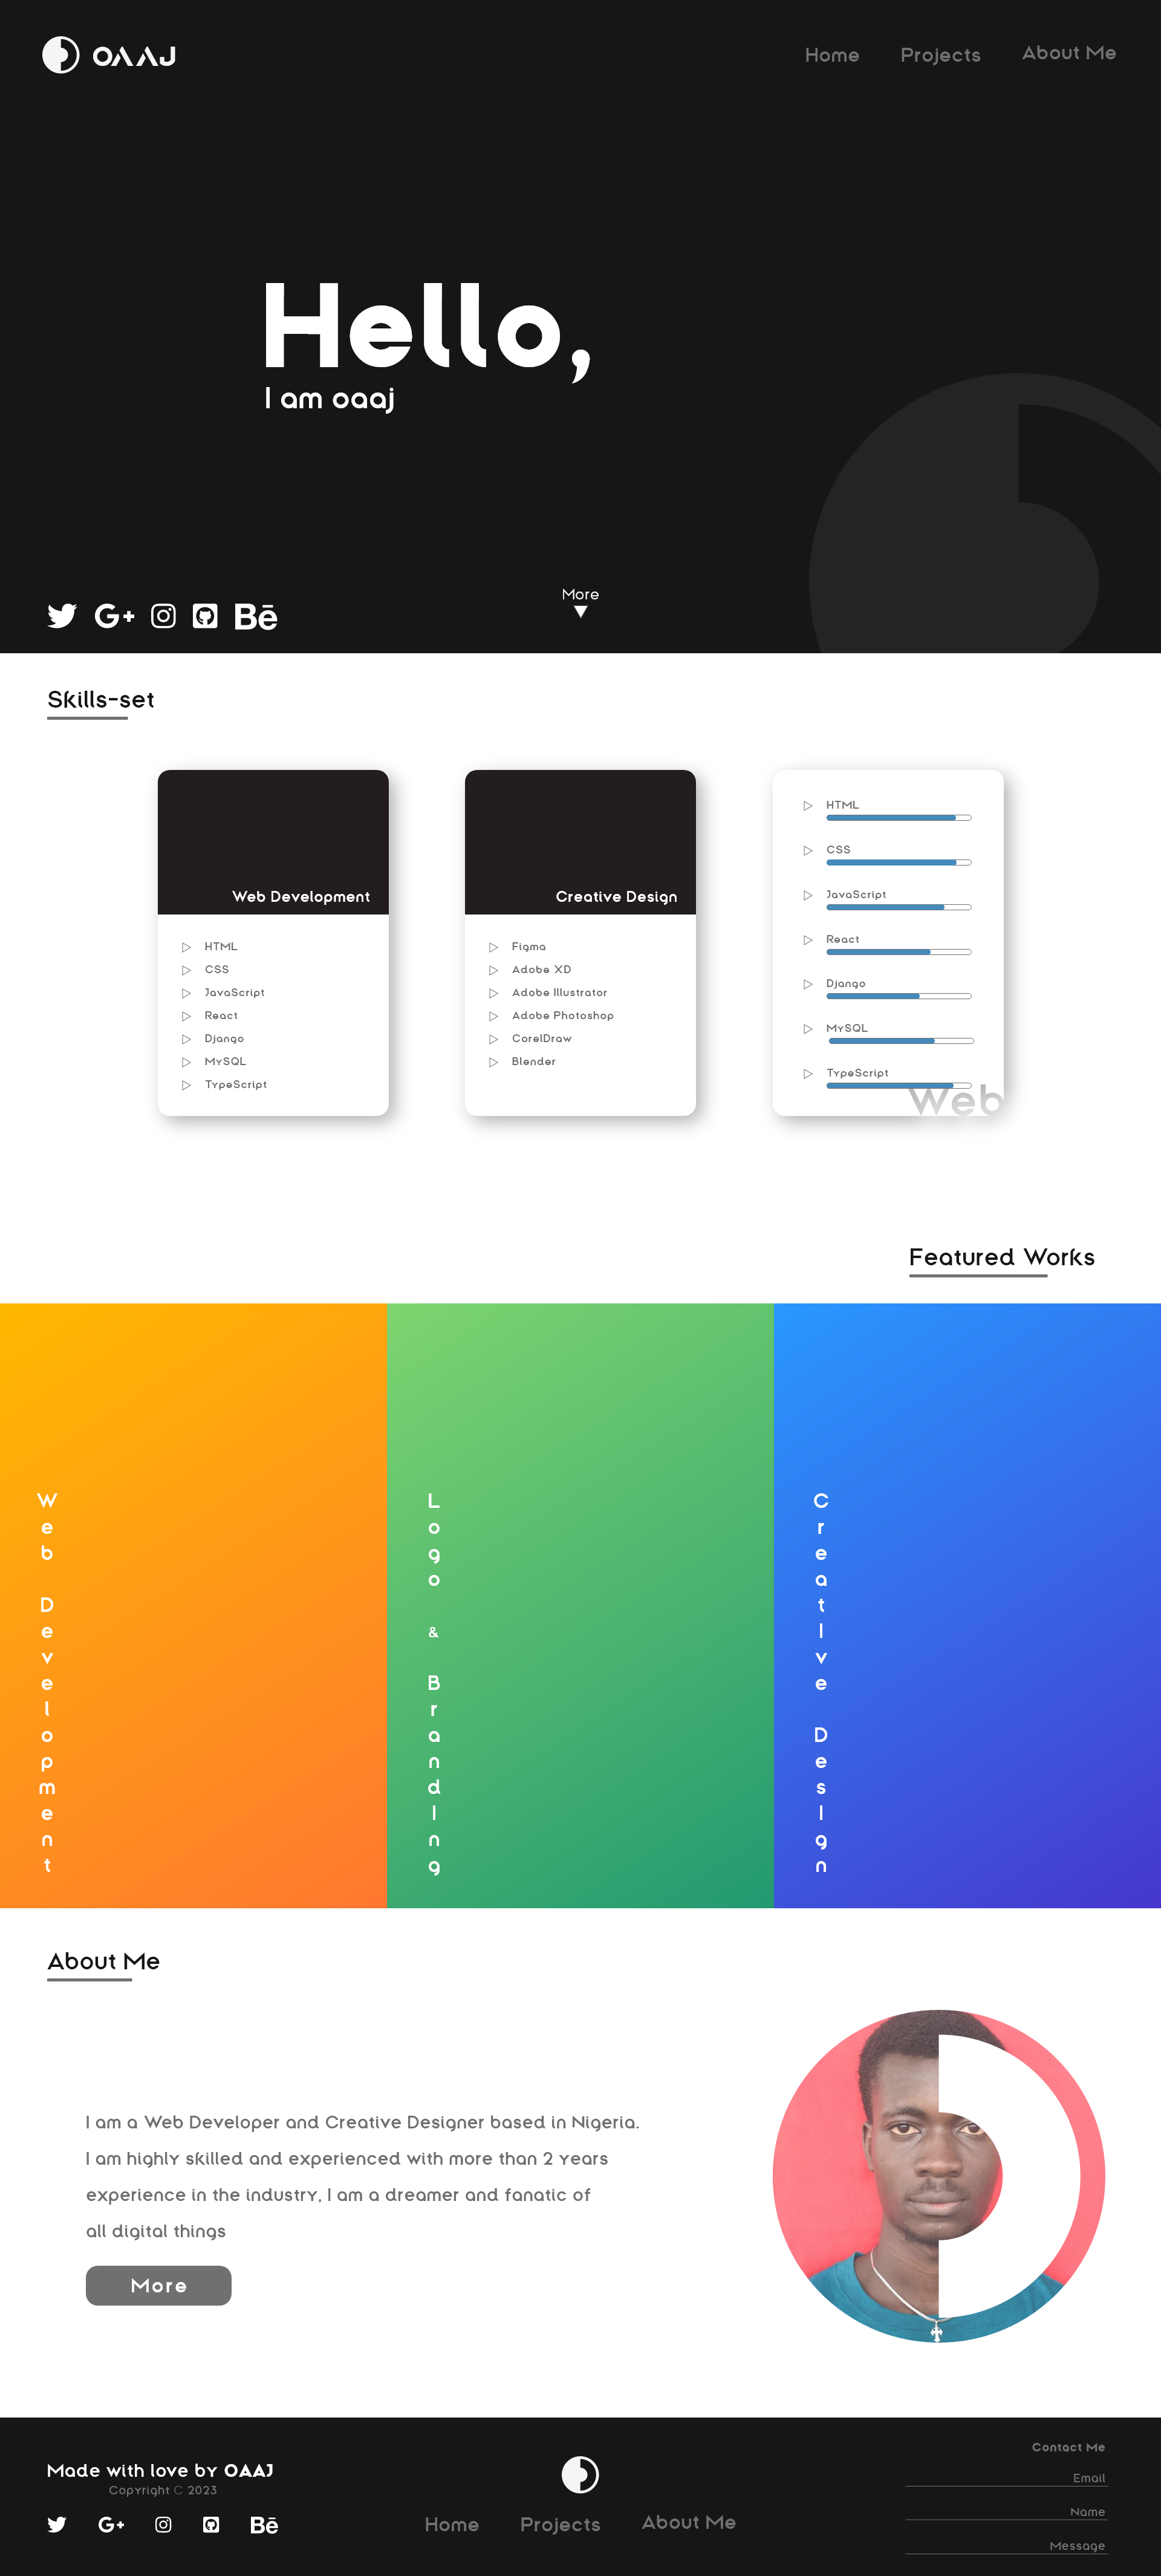 OAAJ
Home
Projects
About Me
Hello,
I am oaaj
More
Skills-set
Web Development
HTML
CSS
JavaScript
React
Django
MySQL
TypeScript
Creative Design
Figma
Adobe XD
Adobe Illustrator
Adobe Photoshop
CorelDraw
Blender
HTML
CSS
JavaScript
React
Django
MySQL
TypeScript
Web
Featured Works
Web Development
Logo & BrandIng
CreatIve DesIgn
About Me
I am a Web Developer and Creative Designer based in Nigeria.
I am highly skilled and experienced with more than 2 years
experience in the industry, I am a dreamer and fanatic of
all digital things
More
Made with love by OAAJ
Copyright C 2023
Home
Projects
About Me
Contact Me
Email
Name
Message